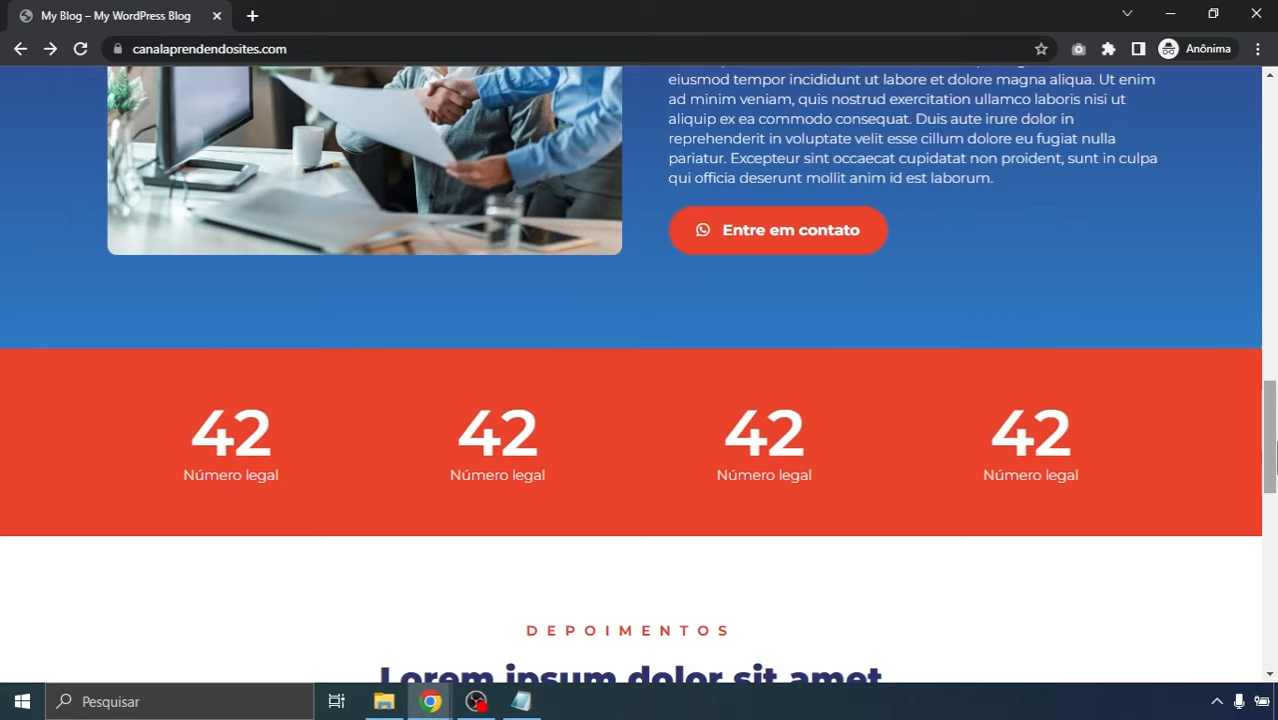 My Blog – My WordPress Blog
canalaprendendosites.com
Anônima
eiusmod tempor incididunt ut labore et dolore magna aliqua. Ut enim
ad minim veniam, quis nostrud exercitation ullamco laboris nisi ut
aliquip ex ea commodo consequat. Duis aute irure dolor in
reprehenderit in voluptate velit esse cillum dolore eu fugiat nulla
pariatur. Excepteur sint occaecat cupidatat non proident, sunt in culpa
qui officia deserunt mollit anim id est laborum.
Entre em contato
42 42 42 42
Número legal Número legal Número legal Número legal
DEPOIMENTOS
Lorem ipsum dolor sit amet
Pesquisar